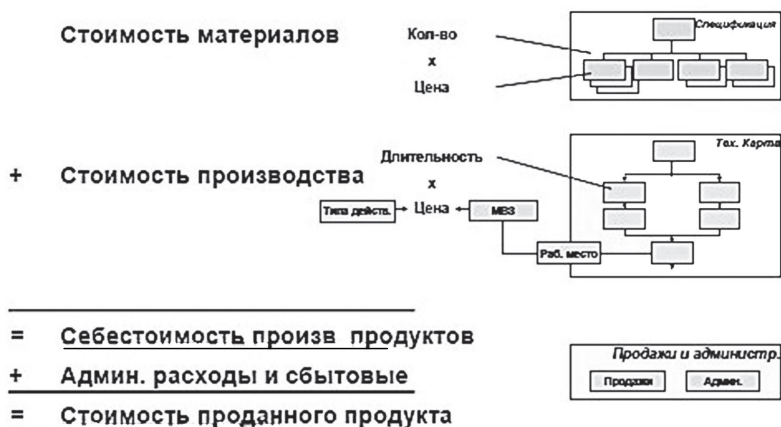 Стоимость материалов
Кол-во
x
Цена
Спецификация
+ Стоимость производства
Длительность
x
Типа действ. Цена МВЗ
Тех. Карта
Раб. место
= Себестоимость произв продуктов
+ Админ. расходы и сбытовые
= Стоимость проданного продукта
Продажи и администр.
Продажи Админ.